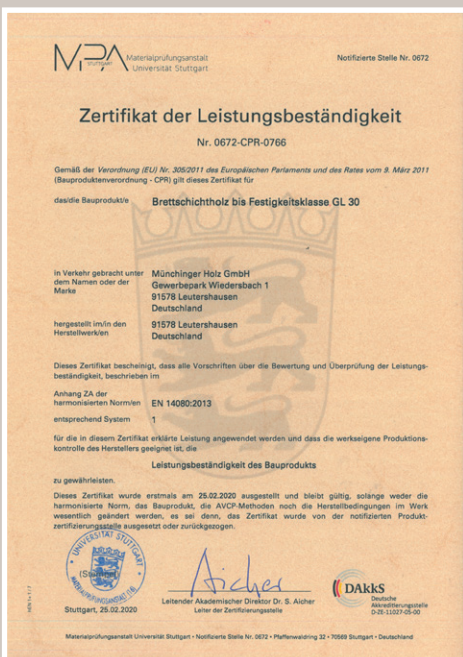 MPA
STUTTGART
Materialprüfungsanstalt
Universität Stuttgart
Notifizierte Stelle Nr. 0672
Zertifikat der Leistungsbeständigkeit
Nr. 0672-CPR-0766
Gemäß der Verordnung (EU) Nr. 305/2011 des Europäischen Parlaments und des Rates vom 9. März 2011
(Bauproduktenverordnung - CPR) gilt dieses Zertifikat für
das/die Bauprodukt/e Brettschichtholz bis Festigkeitsklasse GL 30
in Verkehr gebracht unter Münchinger Holz GmbH
dem Namen oder der Gewerbepark Wiedersbach 1
Marke 91578 Leutershausen
Deutschland
hergestellt im/in den 91578 Leutershausen
Herstellwerk/en Deutschland
Dieses Zertifikat bescheinigt, dass alle Vorschriften über die Bewertung und Überprüfung der Leistungs-
beständigkeit, beschrieben im
Anhang ZA der
harmonisierten Norm/en EN 14080:2013
entsprechend System 1
für die in diesem Zertifikat erklärte Leistung angewendet werden und dass die werkseigene Produktions-
kontrolle des Herstellers geeignet ist, die
Leistungsbeständigkeit des Bauprodukts
zu gewährleisten.
Dieses Zertifikat wurde erstmals am 25.02.2020 ausgestellt und bleibt gültig, solange weder die
harmonisierte Norm, das Bauprodukt, die AVCP-Methoden noch die Herstellbedingungen im Werk
wesentlich geändert werden, es sei denn, das Zertifikat wurde von der notifizierten Produkt-
zertifizierungsstelle ausgesetzt oder zurückgezogen.
UNIVERSITÄT STUTTGART
MATERIALPRÜFUNGSANSTALT
Aicher
Stuttgart, 25.02.2020
Leitender Akademischer Direktor Dr. S. Aicher
Leiter der Zertifizierungsstelle
DAkkS
Deutsche
Akkreditierungsstelle
D-ZE-11027-05-00
Materialprüfungsanstalt Universität Stuttgart • Notifizierte Stelle Nr. 0672 • Pfaffenwaldring 32 • 70569 Stuttgart • Deutschland